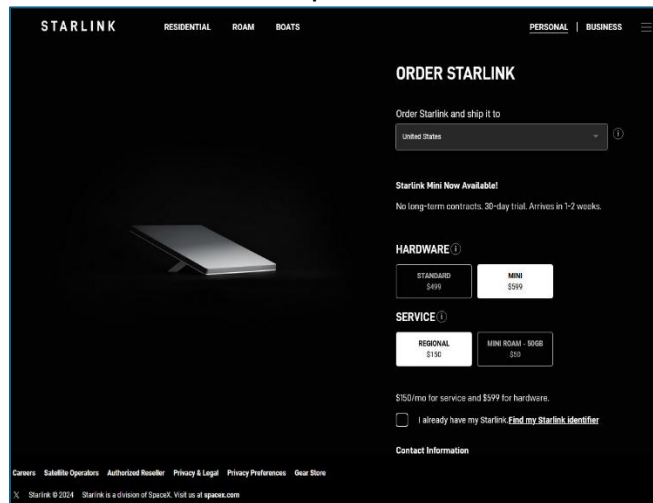 STARLINK
RESIDENTIAL ROAM BOATS
PERSONAL | BUSINESS
ORDER STARLINK
Order Starlink and ship it to
United States
Starlink Mini Now Available!
No long-term contracts. 30-day trial. Arrives in 1-2 weeks.
HARDWARE
STANDARD MINI
$499 $599
SERVICE
REGIONAL MINI ROAM - 50GB
$150 $50
$150/mo for service and $599 for hardware.
I already have my Starlink. Find my Starlink identifier
Contact Information
Careers Satellite Operators Authorized Reseller Privacy & Legal Privacy Preferences Gear Store
Starlink © 2024 Starlink is a division of SpaceX. Visit us at spacex.com